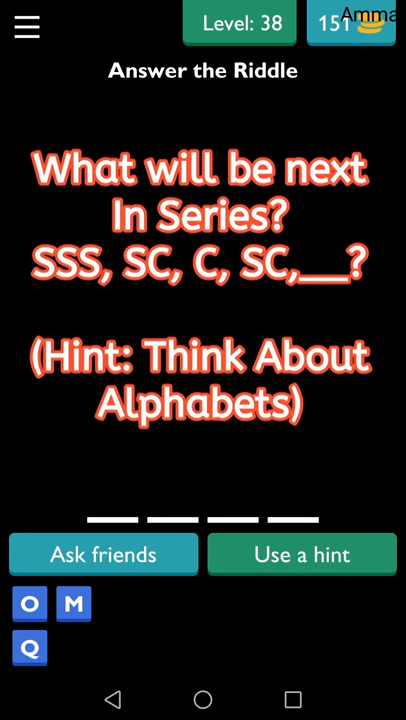 Level: 38
151
Amma
Answer the Riddle
What will be next
In Series?
SSS, SC, C, SC,__?
(Hint: Think About
Alphabets)
Ask friends
Use a hint
O M
Q